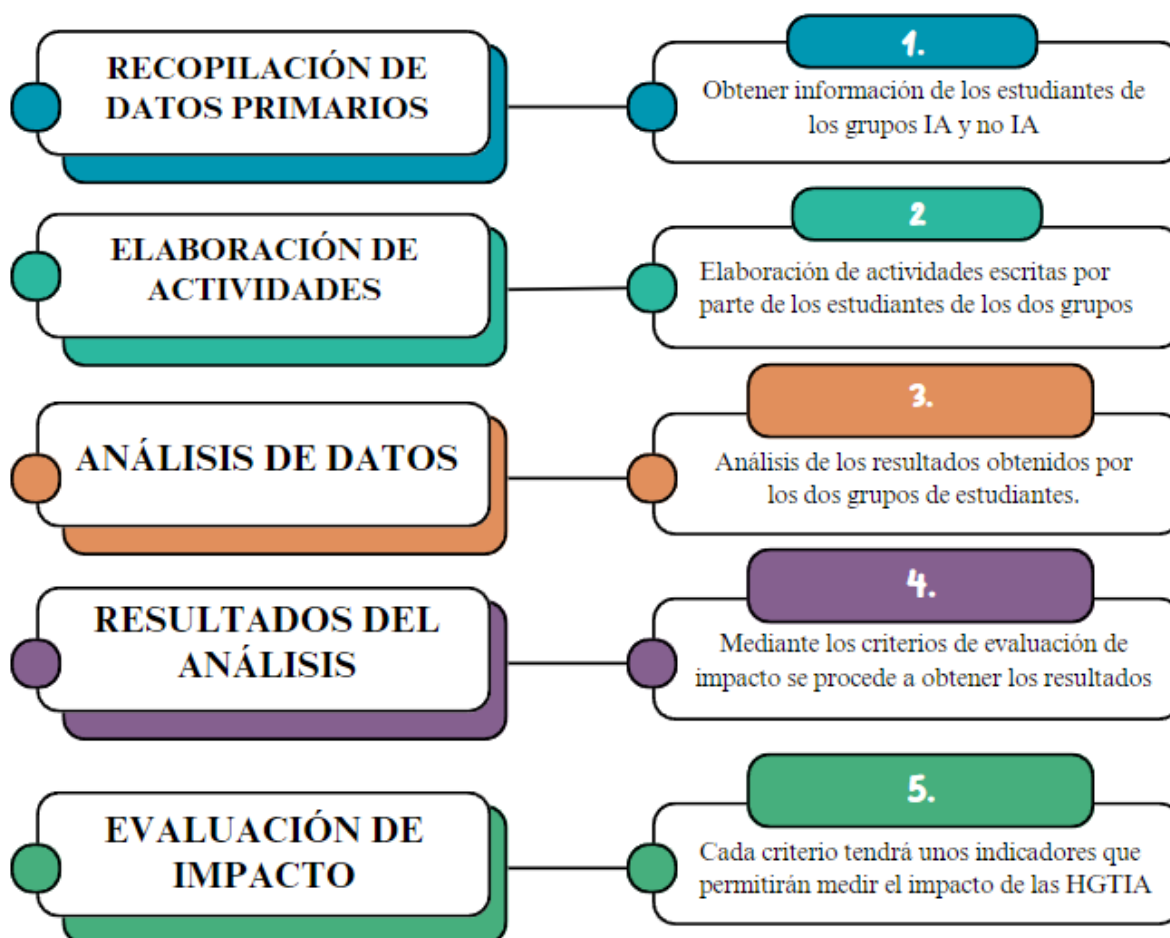 RECOPILACIÓN DE
DATOS PRIMARIOS
1.
Obtener información de los estudiantes de
los grupos IA y no IA
ELABORACIÓN DE
ACTIVIDADES
2
Elaboración de actividades escritas por
parte de los estudiantes de los dos grupos
ANÁLISIS DE DATOS
3.
Análisis de los resultados obtenidos por
los dos grupos de estudiantes.
RESULTADOS DEL
ANÁLISIS
4.
Mediante los criterios de evaluación de
impacto se procede a obtener los resultados
EVALUACIÓN DE
IMPACTO
5.
Cada criterio tendrá unos indicadores que
permitirán medir el impacto de las HGTIA